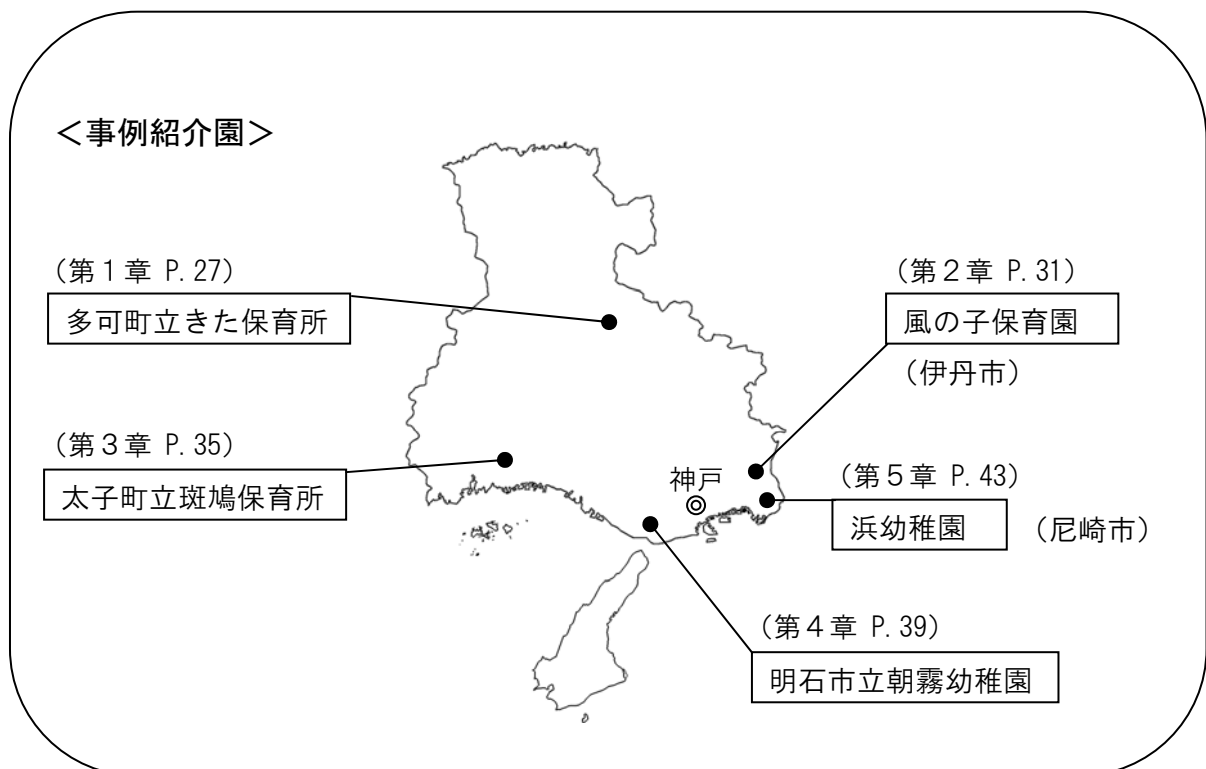 <事例紹介園>
（第１章 P.27）
多可町立きた保育所
（第２章 P.31）
風の子保育園
（伊丹市）
（第３章 P.35）
太子町立斑鳩保育所
神戸
（第５章 P.43）
浜幼稚園
（尼崎市）
（第４章 P.39）
明石市立朝霧幼稚園